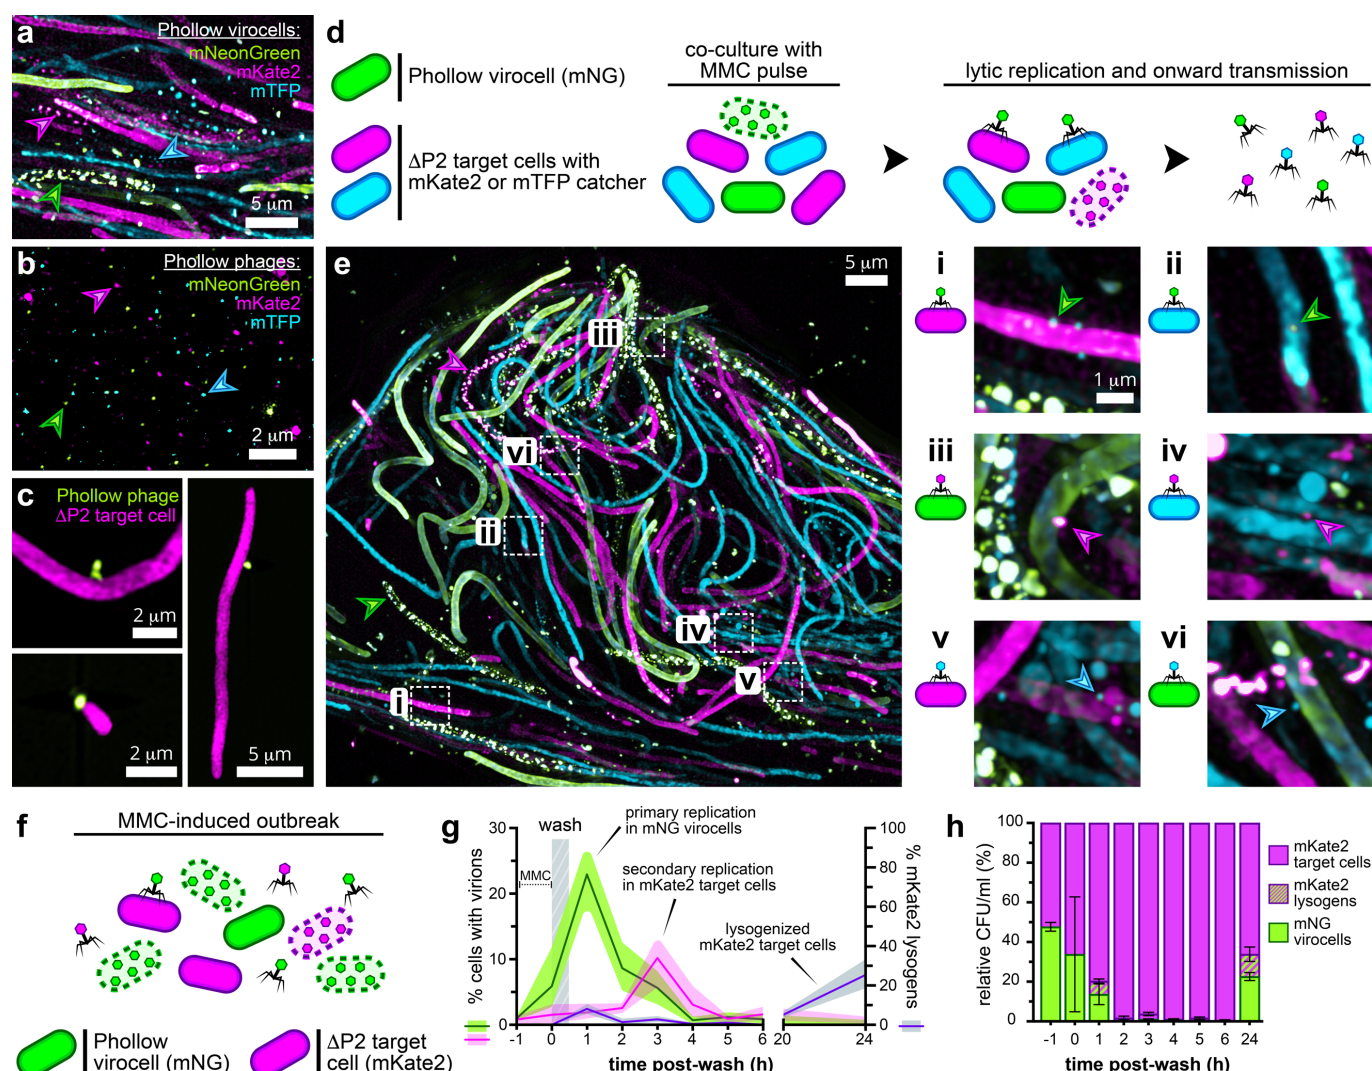 a
Phollow virocells:
mNeonGreen
mKate2
mTFP
5 μm
b
Phollow phages:
mNeonGreen
mKate2
mTFP
2 μm
c
Phollow phage
ΔP2 target cell
2 μm
2 μm
5 μm
d
Phollow virocell (mNG)
ΔP2 target cells with
mKate2 or mTFP catcher
co-culture with
MMC pulse
lytic replication and onward transmission
e
5 μm
iii
vi
ii
iv
v
i
i
1 μm
ii
iii
iv
v
vi
f
MMC-induced outbreak
Phollow
virocell (mNG)
ΔP2 target
cell (mKate2)
g
wash
MMC
primary replication
in mNG virocells
secondary replication
in mKate2 target cells
lysogenized
mKate2 target cells
% cells with virions
30
20
10
0
% mKate2 lysogens
100
80
60
40
20
0
-1 0 1 2 3 4 5 6 20 24
time post-wash (h)
h
relative CFU/ml (%)
100
80
60
40
20
0
-1 0 1 2 3 4 5 6 24
time post-wash (h)
mKate2
target cells
mKate2
lysogens
mNG
virocells